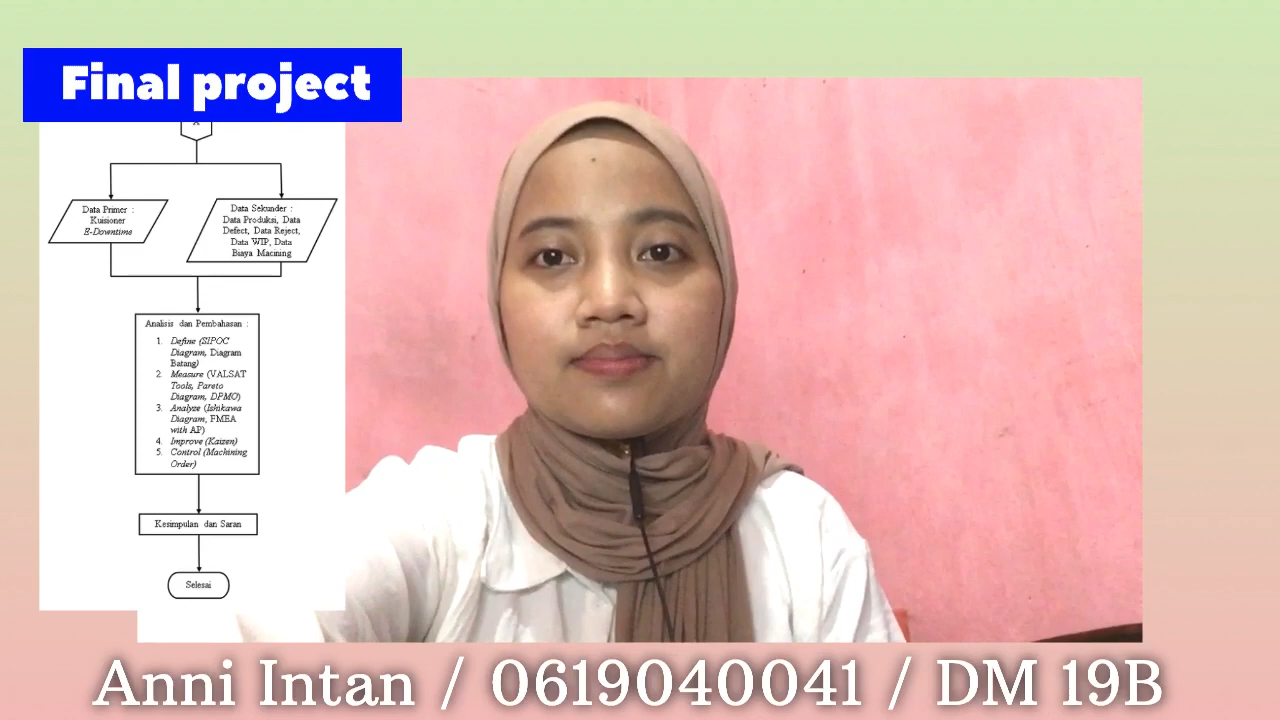 Final project
Data Primer :
Kuisioner
E-Downtime
Data Sekunder :
Data Produksi, Data
Defect, Data Reject,
Data WIP, Data
Biaya Macining
Analisis dan Pembahasan :
1. Define (SIPOC
Diagram, Diagram
Batang)
2. Measure (VALSAT
Tools, Pareto
Diagram, DPMO)
3. Analyze (Ishikawa
Diagram, FMEA
with AP)
4. Improve (Kaizen)
5. Control (Machining
Order)
Kesimpulan dan Saran
Selesai
Anni Intan / 0619040041 / DM 19B